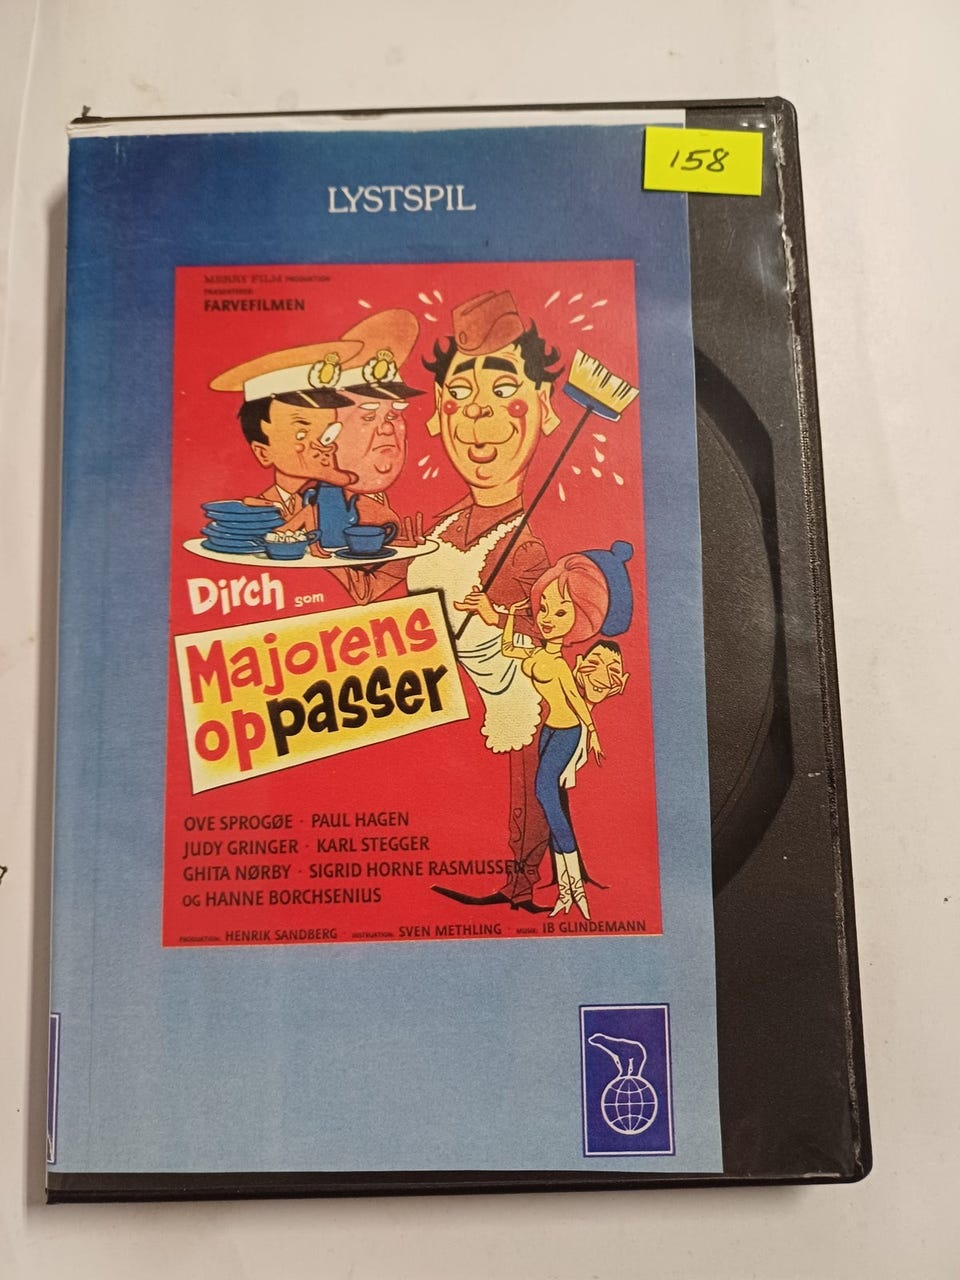 158
LYSTSPIL
MERRY FILM PRODUKTION
PRÆSENTERER:
FARVEFILMEN
Dirch som
Majorens
oppasser
OVE SPROGØE · PAUL HAGEN
JUDY GRINGER · KARL STEGGER
GHITA NØRBY · SIGRID HORNE RASMUSSEN
OG HANNE BORCHSENIUS
PRODUKTION: HENRIK SANDBERG · INSTRUKTION: SVEN METHLING · MUSIK: IB GLINDEMANN